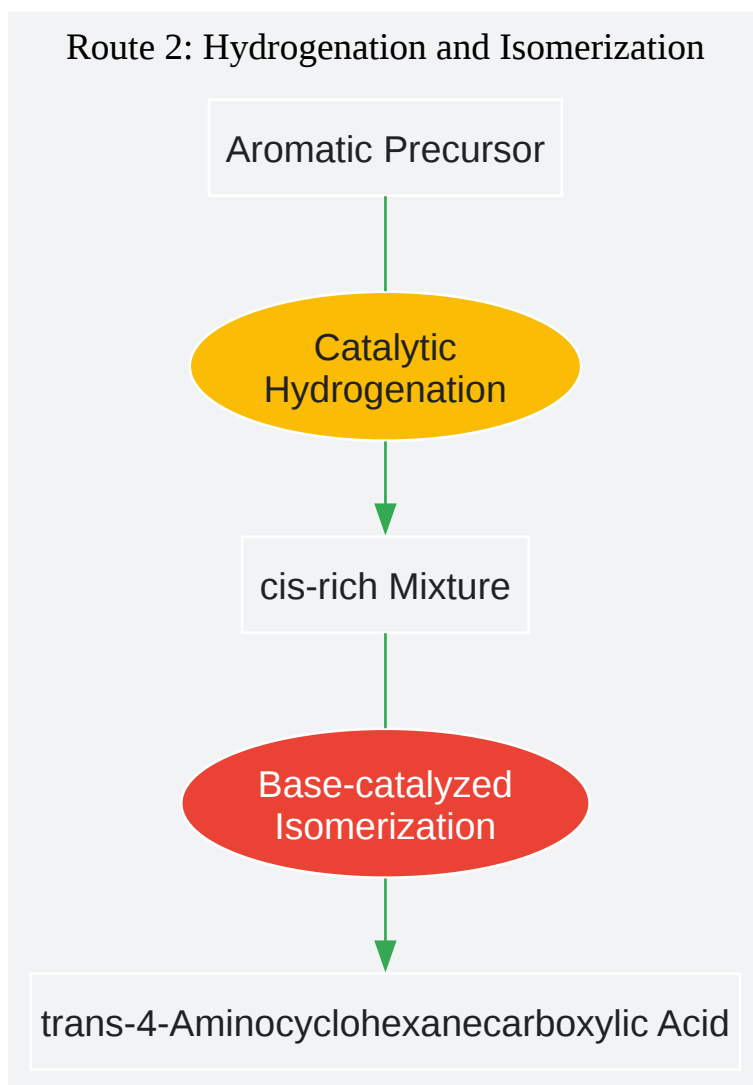 Route 2: Hydrogenation and Isomerization
Aromatic Precursor
Catalytic
Hydrogenation
cis-rich Mixture
Base-catalyzed
Isomerization
trans-4-Aminocyclohexanecarboxylic Acid